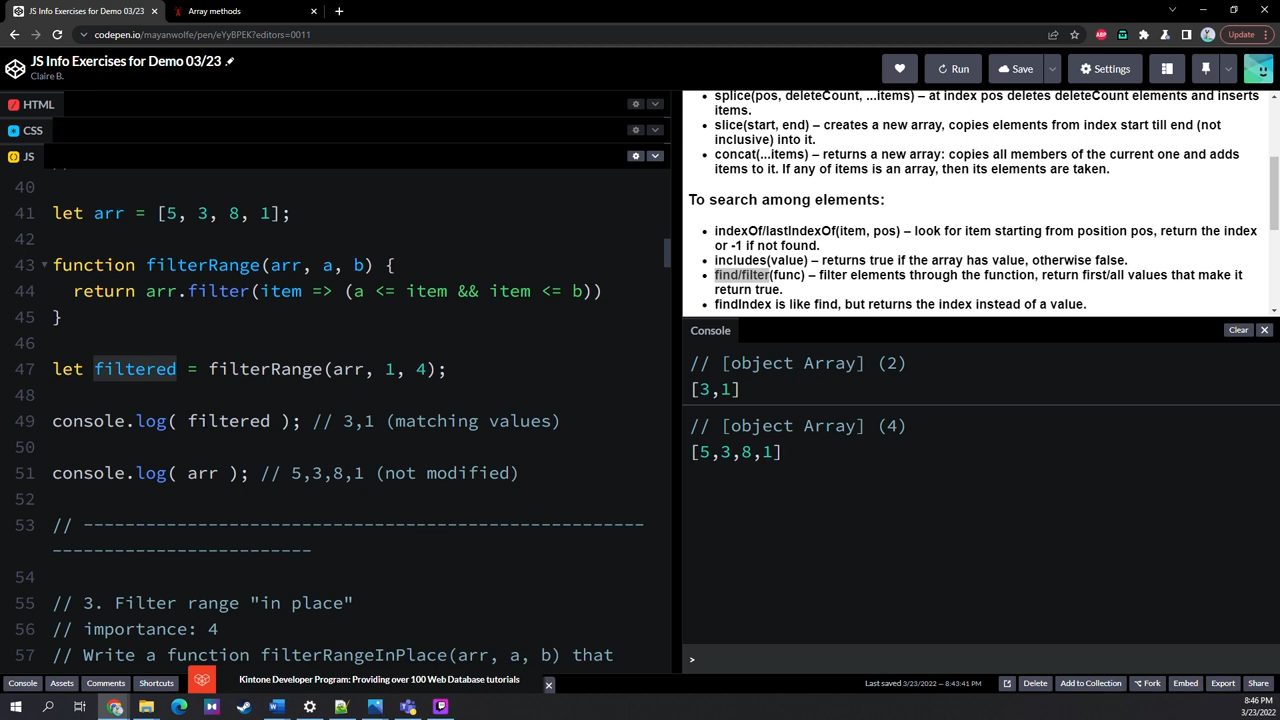 JS Info Exercises for Demo 03/23
Array methods
codepen.io/mayanwolfe/pen/eYyBPEK?editors=0011
ABP
Update
JS Info Exercises for Demo 03/23
Claire B.
Run
Save
Settings
HTML
CSS
JS
40
41 let arr = [5, 3, 8, 1];
42
43 function filterRange(arr, a, b) {
44 return arr.filter(item => (a <= item && item <= b))
45 }
46
47 let filtered = filterRange(arr, 1, 4);
48
49 console.log( filtered ); // 3,1 (matching values)
50
51 console.log( arr ); // 5,3,8,1 (not modified)
52
53 // ------------------------------------------------------
-------------------------
54
55 // 3. Filter range "in place"
56 // importance: 4
57 // Write a function filterRangeInPlace(arr, a, b) that
splice(pos, deleteCount, ...items) – at index pos deletes deleteCount elements and inserts
items.
slice(start, end) – creates a new array, copies elements from index start till end (not
inclusive) into it.
concat(...items) – returns a new array: copies all members of the current one and adds
items to it. If any of items is an array, then its elements are taken.
To search among elements:
indexOf/lastIndexOf(item, pos) – look for item starting from position pos, return the index
or -1 if not found.
includes(value) – returns true if the array has value, otherwise false.
find/filter(func) – filter elements through the function, return first/all values that make it
return true.
findIndex is like find, but returns the index instead of a value.
Console
Clear
// [object Array] (2)
[3,1]
// [object Array] (4)
[5,3,8,1]
>
Console
Assets
Comments
Shortcuts
Kintone Developer Program: Providing over 100 Web Database tutorials
Last saved 3/23/2022 – 8:43:41 PM
Delete
Add to Collection
Fork
Embed
Export
Share
8:46 PM
3/23/2022